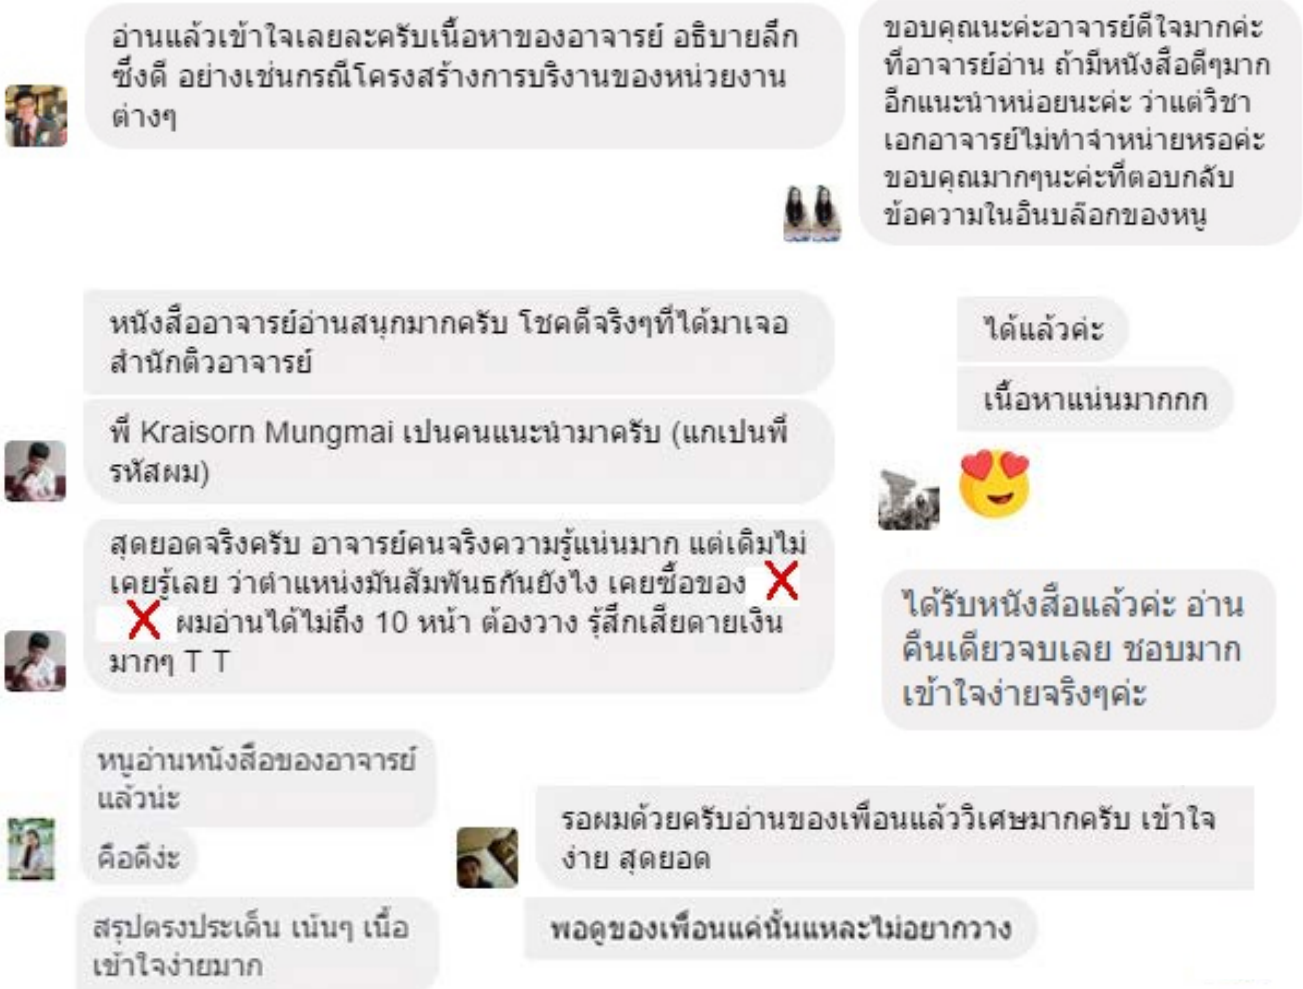 อ่านแล้วเข้าใจเลยละครับเนื้อหาของอาจารย์ อธิบายลึก
ซึ่งดี อย่างเช่นกรณีโครงสร้างการบริงานของหน่วยงาน
ต่างๆ
ขอบคุณนะค่ะอาจารย์ดีใจมากค่ะ
ที่อาจารย์อ่าน ถ้ามีหนังสือดีๆมาก
อีกแนะนำหน่อยนะค่ะ ว่าแต่วิชา
เอกอาจารย์ไม่ทำจำหน่ายหรอค่ะ
ขอบคุณมากๆนะค่ะที่ตอบกลับ
ข้อความในอินบล๊อกของหนู
หนังสืออาจารย์อ่านสนุกมากครับ โชคดีจริงๆที่ได้มาเจอ
สำนักติวอาจารย์
พี่ Kraisorn Mungmai เปนคนแนะนำมาครับ (แกเปนพี่
รหัสผม)
สุดยอดจริงครับ อาจารย์คนจริงความรู้แน่นมาก แต่เดิมไม่
เคยรู้เลย ว่าตำแหน่งมันสัมพันธกันยังไง เคยซื้อของ
ผมอ่านได้ไม่ถึง 10 หน้า ต้องวาง รุ้สึกเสียดายเงิน
มากๆ T T
ได้แล้วค่ะ
เนื้อหาแน่นมากกก
ได้รับหนังสือแล้วค่ะ อ่าน
คืนเดียวจบเลย ชอบมาก
เข้าใจง่ายจริงๆค่ะ
หนูอ่านหนังสือของอาจารย์
แล้วน่ะ
คือดีง่ะ
สรุปตรงประเด็น เน้นๆ เนื้อ
เข้าใจง่ายมาก
รอผมด้วยครับอ่านของเพื่อนแล้ววิเศษมากครับ เข้าใจ
ง่าย สุดยอด
พอดูของเพื่อนแค่นั้นแหละไม่อยากวาง